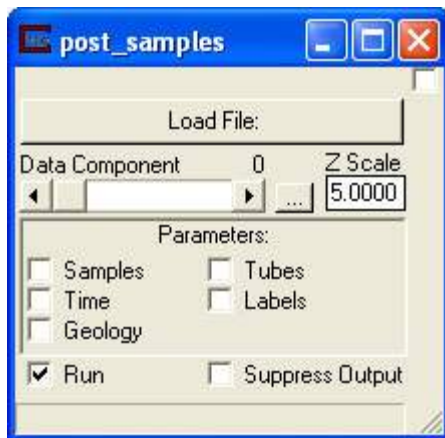 post_samples
Load File:
Data Component 0 Z Scale
... 5.0000
Parameters:
Samples Tubes
Time Labels
Geology
Run Suppress Output